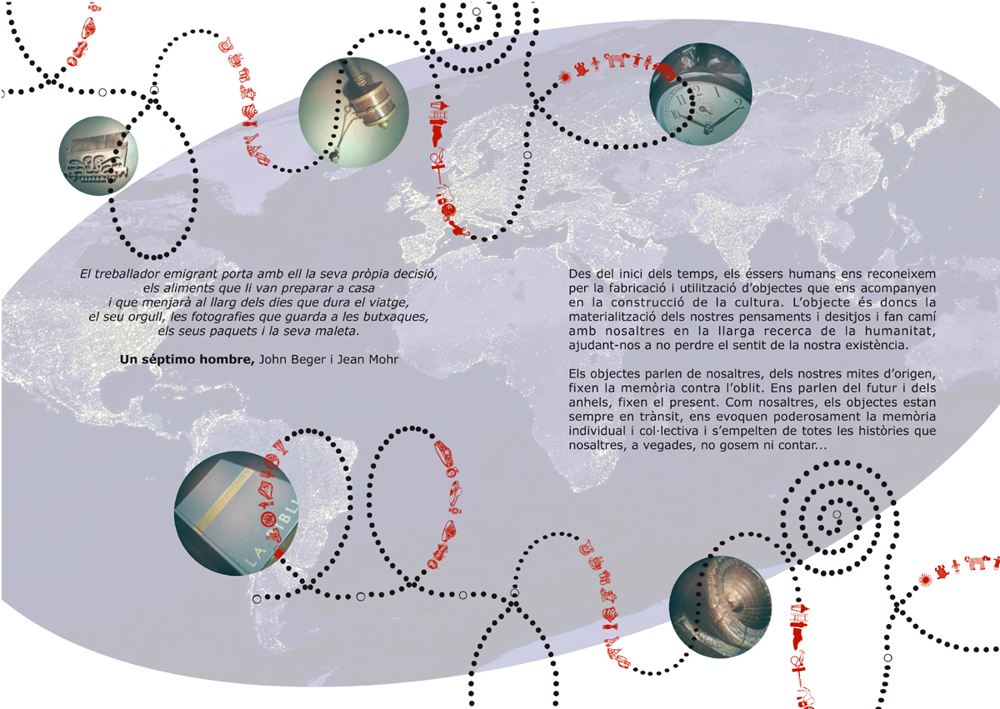 El treballador emigrant porta amb ell la seva pròpia decisió,
els aliments que li van preparar a casa
i que menjarà al llarg dels dies que dura el viatge,
el seu orgull, les fotografies que guarda a les butxaques,
els seus paquets i la seva maleta.
Un séptimo hombre, John Beger i Jean Mohr
Des del inici dels temps, els éssers humans ens reconeixem
per la fabricació i utilització d’objectes que ens acompanyen
en la construcció de la cultura. L’objecte és doncs la
materialització dels nostres pensaments i desitjos i fan camí
amb nosaltres en la llarga recerca de la humanitat,
ajudant-nos a no perdre el sentit de la nostra existència.
Els objectes parlen de nosaltres, dels nostres mites d’origen,
fixen la memòria contra l’oblit. Ens parlen del futur i dels
anhels, fixen el present. Com nosaltres, els objectes estan
sempre en trànsit, ens evoquen poderosament la memòria
individual i col·lectiva i s’empelten de totes les històries que
nosaltres, a vegades, no gosem ni contar...
LA BIBLI